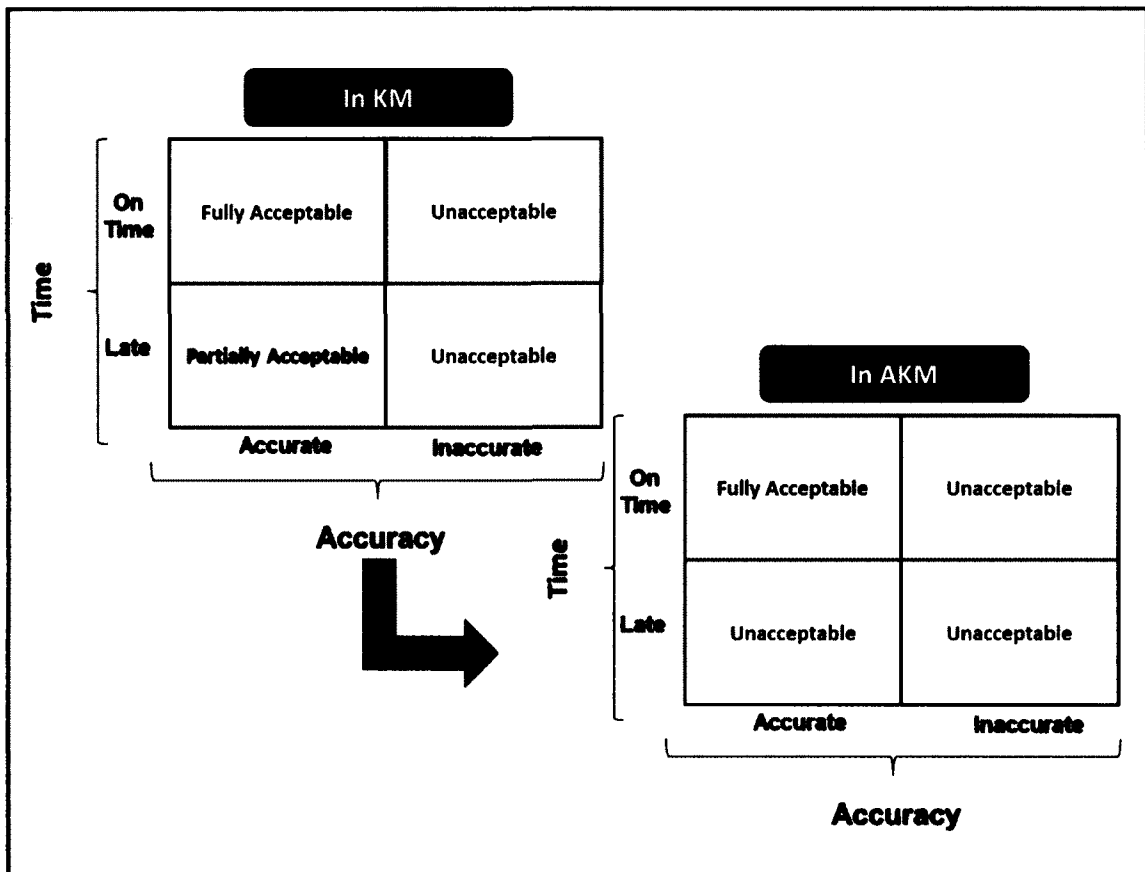 In KM
Time
On
Time
Fully Acceptable
Unacceptable
Late
Partially Acceptable
Unacceptable
Accurate
Inaccurate
Accuracy
In AKM
Time
On
Time
Fully Acceptable
Unacceptable
Late
Unacceptable
Unacceptable
Accurate
Inaccurate
Accuracy